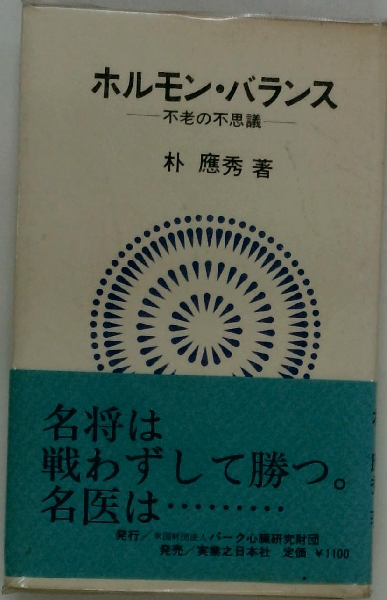 ホルモン・バランス
―不老の不思議―
朴 應秀 著
名将は
戦わずして勝つ。
名医は………
発行／米国財団法人パーク心臓研究財団
発売／実業之日本社 定価 ¥1100